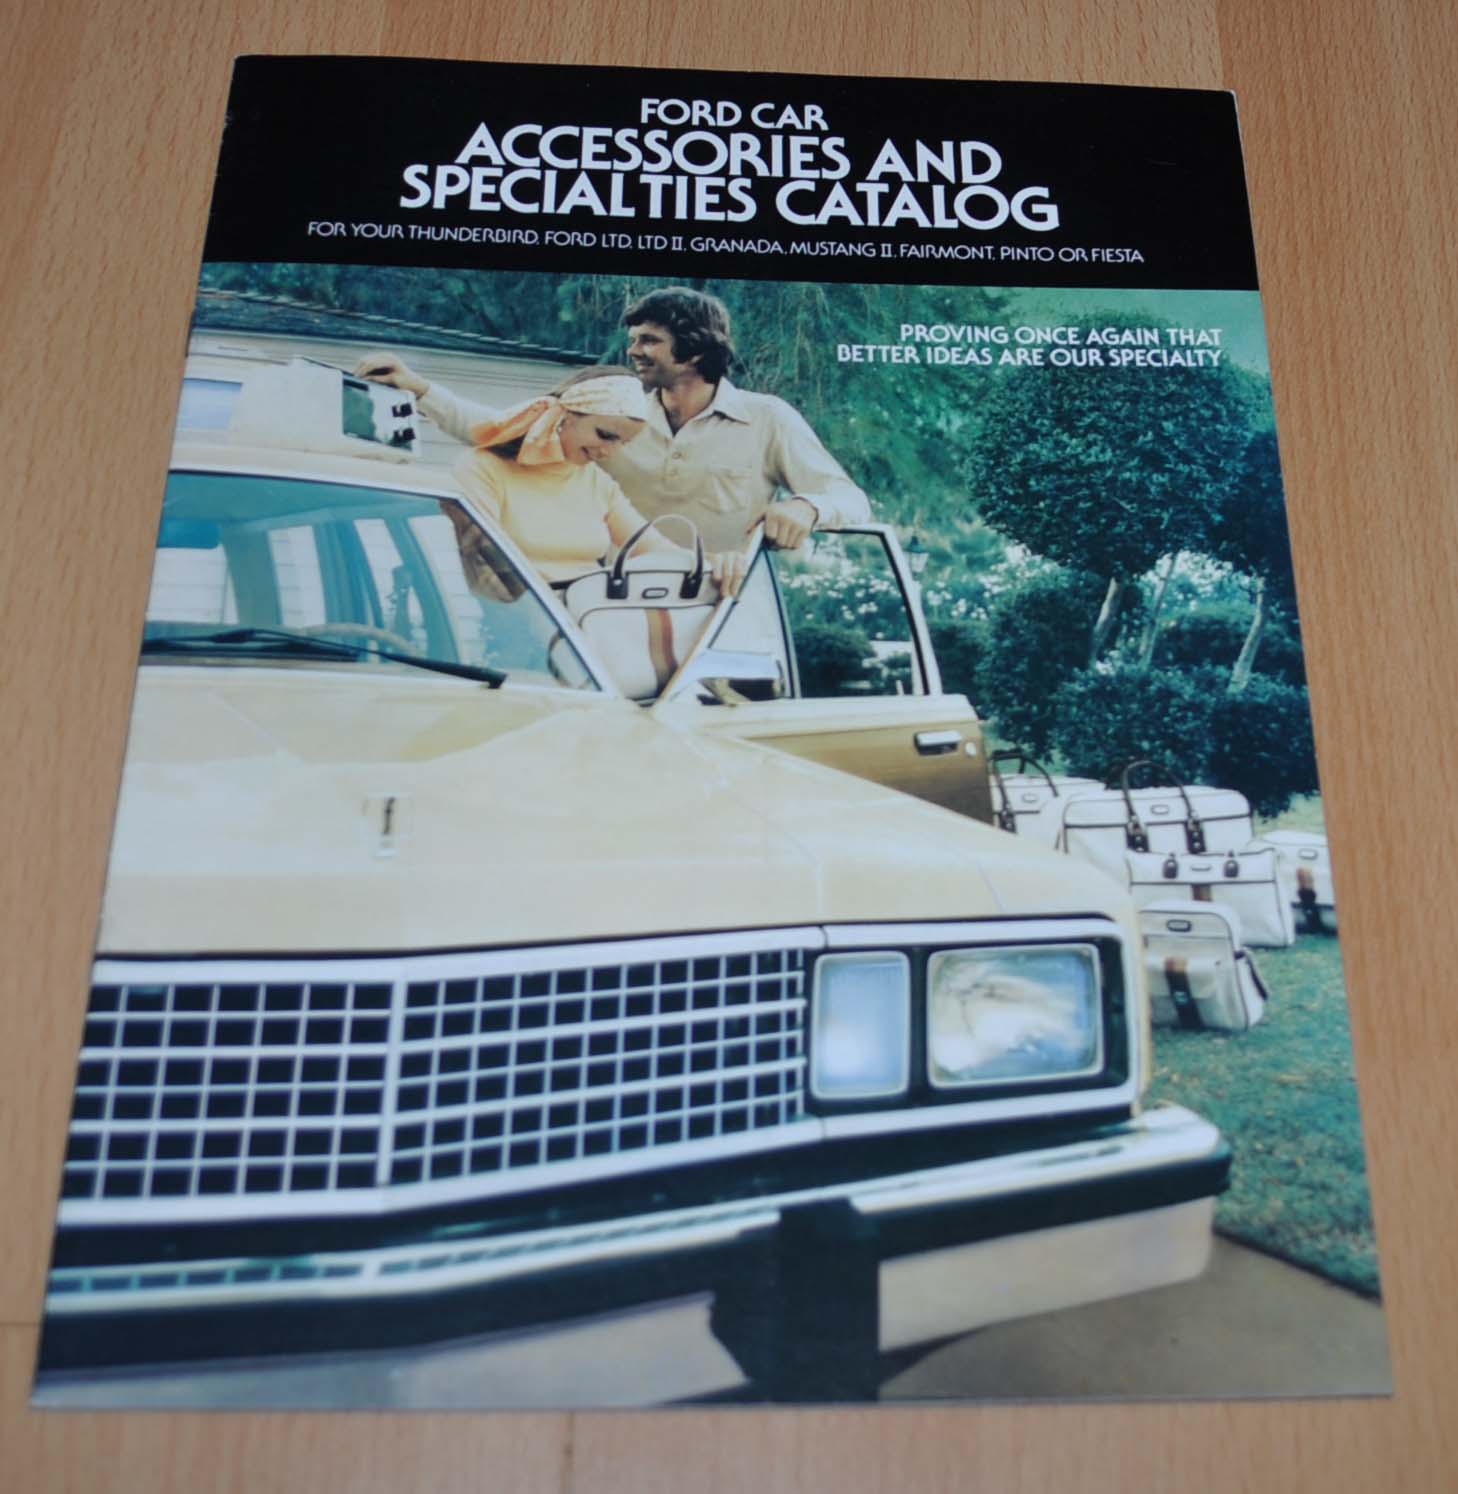 FORD CAR
ACCESSORIES AND
SPECIALTIES CATALOG
FOR YOUR THUNDERBIRD, FORD LTD, LTD II, GRANADA, MUSTANG II, FAIRMONT, PINTO OR FIESTA
PROVING ONCE AGAIN THAT
BETTER IDEAS ARE OUR SPECIALTY